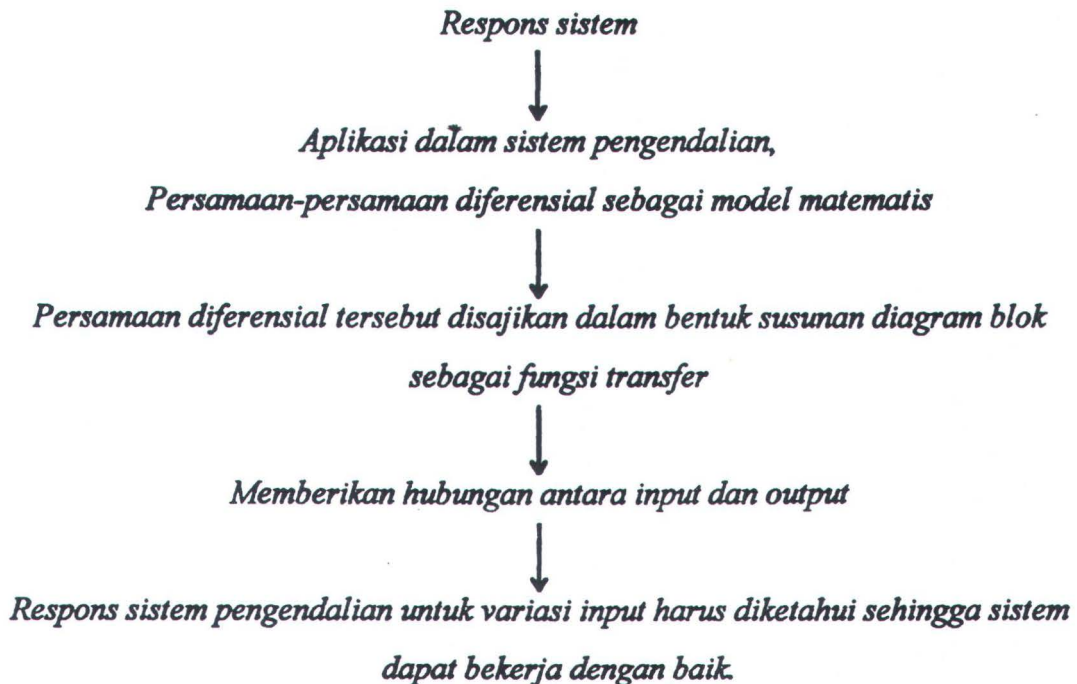 Respons sistem
Aplikasi dalam sistem pengendalian,
Persamaan-persamaan diferensial sebagai model matematis
Persamaan diferensial tersebut disajikan dalam bentuk susunan diagram blok
sebagai fungsi transfer
Memberikan hubungan antara input dan output
Respons sistem pengendalian untuk variasi input harus diketahui sehingga sistem
dapat bekerja dengan baik.